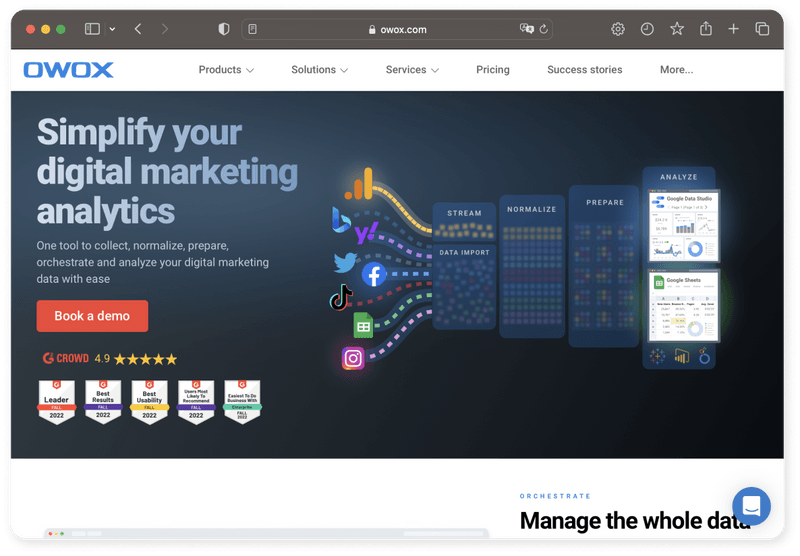 owox.com
OWOX
Products
Solutions
Services
Pricing
Success stories
More...
Simplify your
digital marketing
analytics
One tool to collect, normalize, prepare,
orchestrate and analyze your digital marketing
data with ease
Book a demo
CROWD 4.9
Leader
FALL
2022
Best
Results
FALL
2022
Best
Usability
FALL
2022
Users Most
Likely To
Recommend
FALL
2022
Easiest To Do
Business With
Enterprise
FALL
2022
STREAM
DATA IMPORT
NORMALIZE
PREPARE
ANALYZE
Google Data Studio
Google Sheets
ORCHESTRATE
Manage the whole data